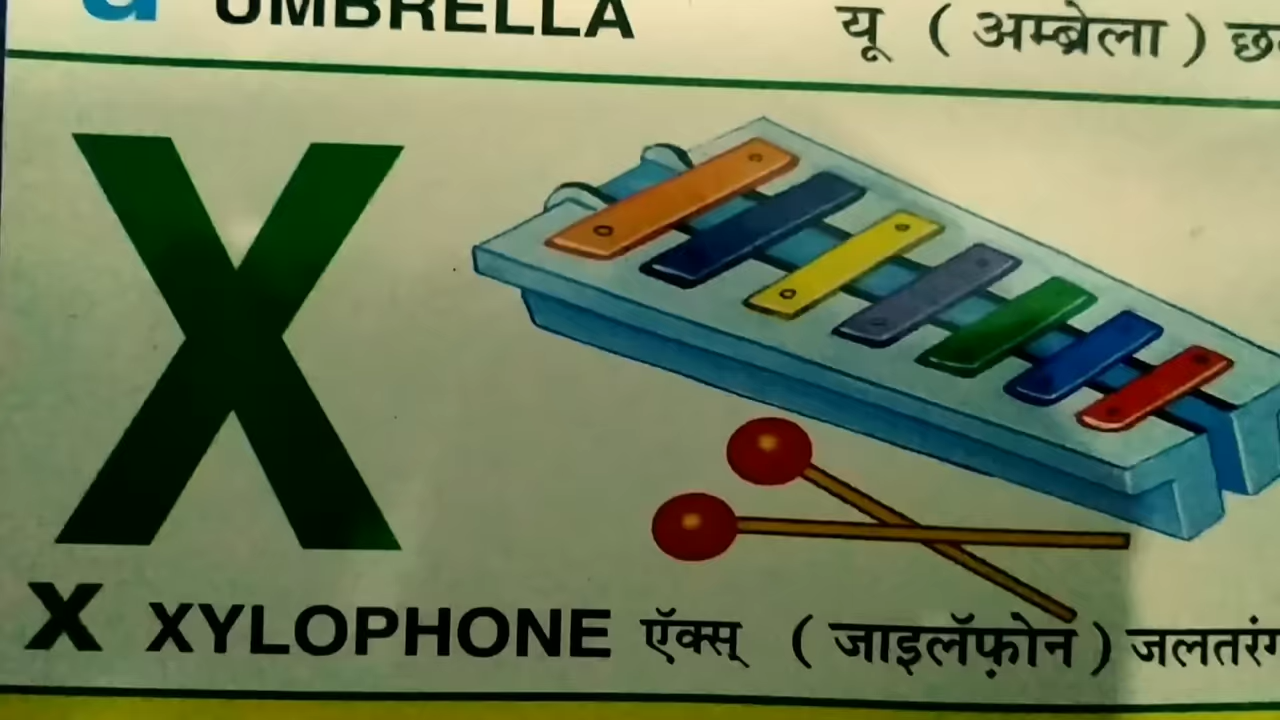 UMBRELLA यू ( अम्ब्रेला )
X
x XYLOPHONE ऍक्स् ( जाइलॅफ़ोन ) जलतरंग